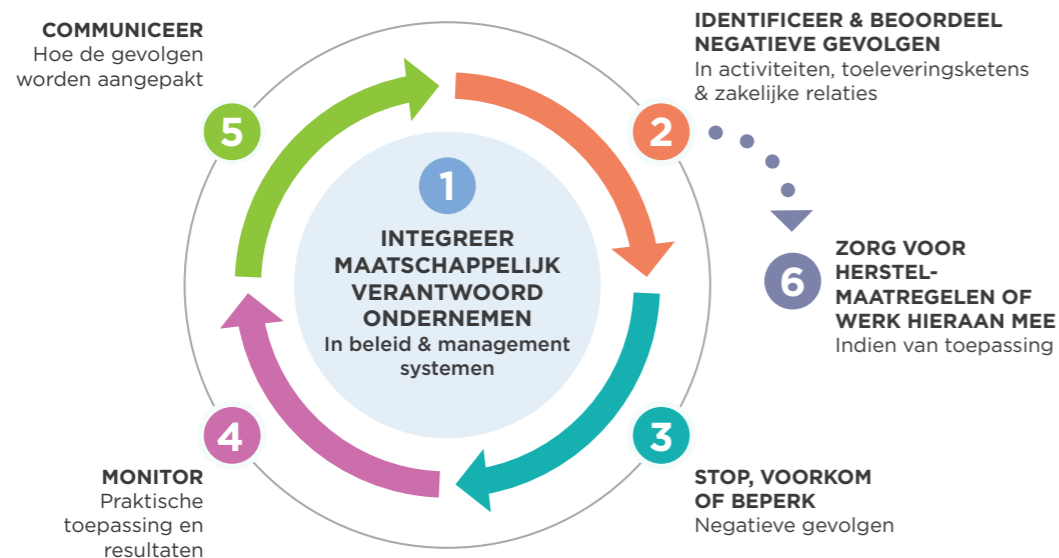 1
INTEGREER
MAATSCHAPPELIJK
VERANTWOORD
ONDERNEMEN
In beleid & management
systemen
2
IDENTIFICEER & BEOORDEEL
NEGATIEVE GEVOLGEN
In activiteiten, toeleveringsketens
& zakelijke relaties
3
STOP, VOORKOM
OF BEPERK
Negatieve gevolgen
4
MONITOR
Praktische
toepassing en
resultaten
5
COMMUNICEER
Hoe de gevolgen
worden aangepakt
6
ZORG VOOR
HERSTEL-
MAATREGELEN OF
WERK HIERAAN MEE
Indien van toepassing